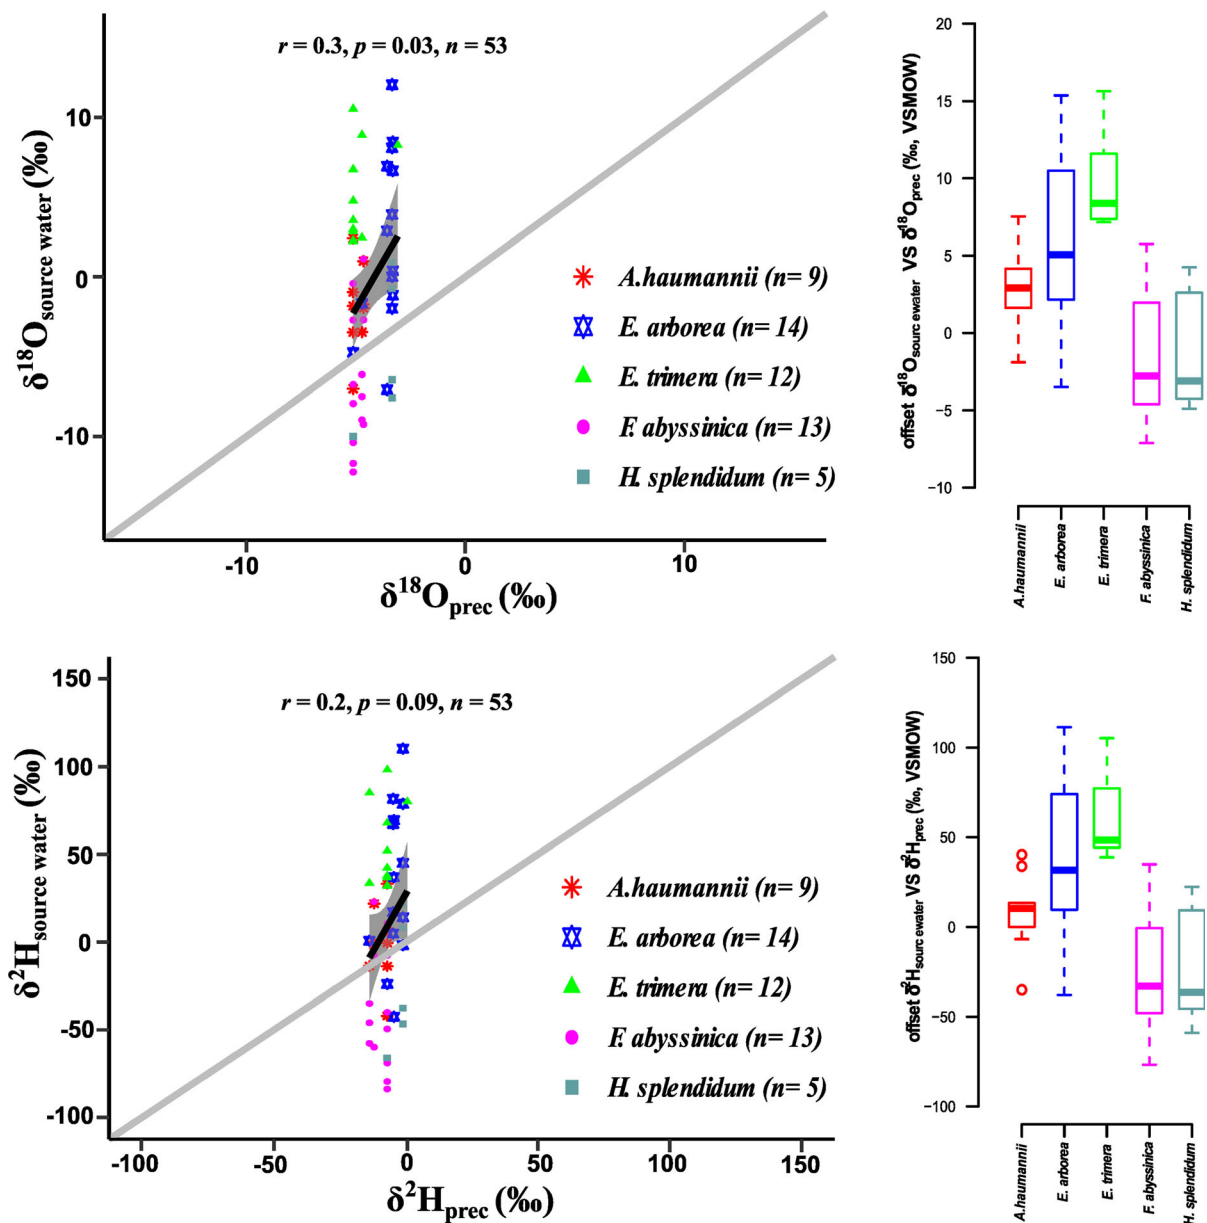 r = 0.3, p = 0.03, n = 53
δ¹⁸Osource water (‰)
10
0
-10
A.haumannii (n= 9)
E. arborea (n= 14)
E. trimera (n= 12)
F. abyssinica (n= 13)
H. splendidum (n= 5)
-10
0
10
δ¹⁸Oprec (‰)
offset δ¹⁸Osourc ewater VS δ¹⁸Oprec (‰, VSMOW)
20
15
10
5
0
−5
−10
A.haumannii
E. arborea
E. trimera
F. abyssinica
H. splendidum
r = 0.2, p = 0.09, n = 53
δ²Hsource water (‰)
150
100
50
0
-50
-100
A.haumannii (n= 9)
E. arborea (n= 14)
E. trimera (n= 12)
F. abyssinica (n= 13)
H. splendidum (n= 5)
-100
-50
0
50
100
150
δ²Hprec (‰)
offset δ²Hsourc ewater VS δ²Hprec (‰, VSMOW)
150
100
50
0
−50
−100
A.haumannii
E. arborea
E. trimera
F. abyssinica
H. splendidum